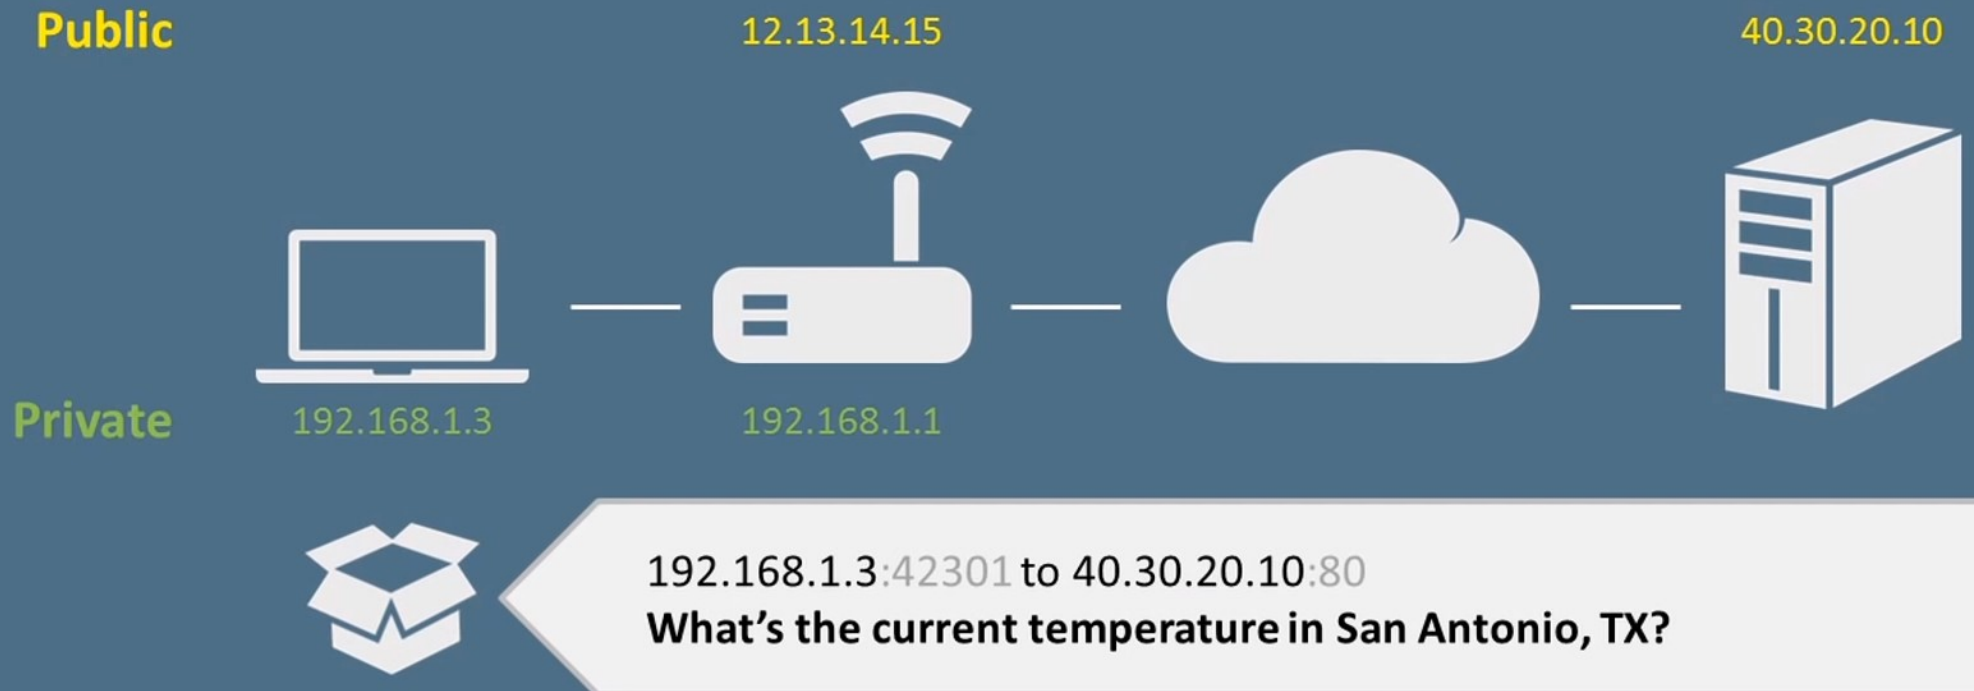 Public
12.13.14.15
40.30.20.10
Private
192.168.1.3
192.168.1.1
192.168.1.3:42301 to 40.30.20.10:80
What's the current temperature in San Antonio, TX?